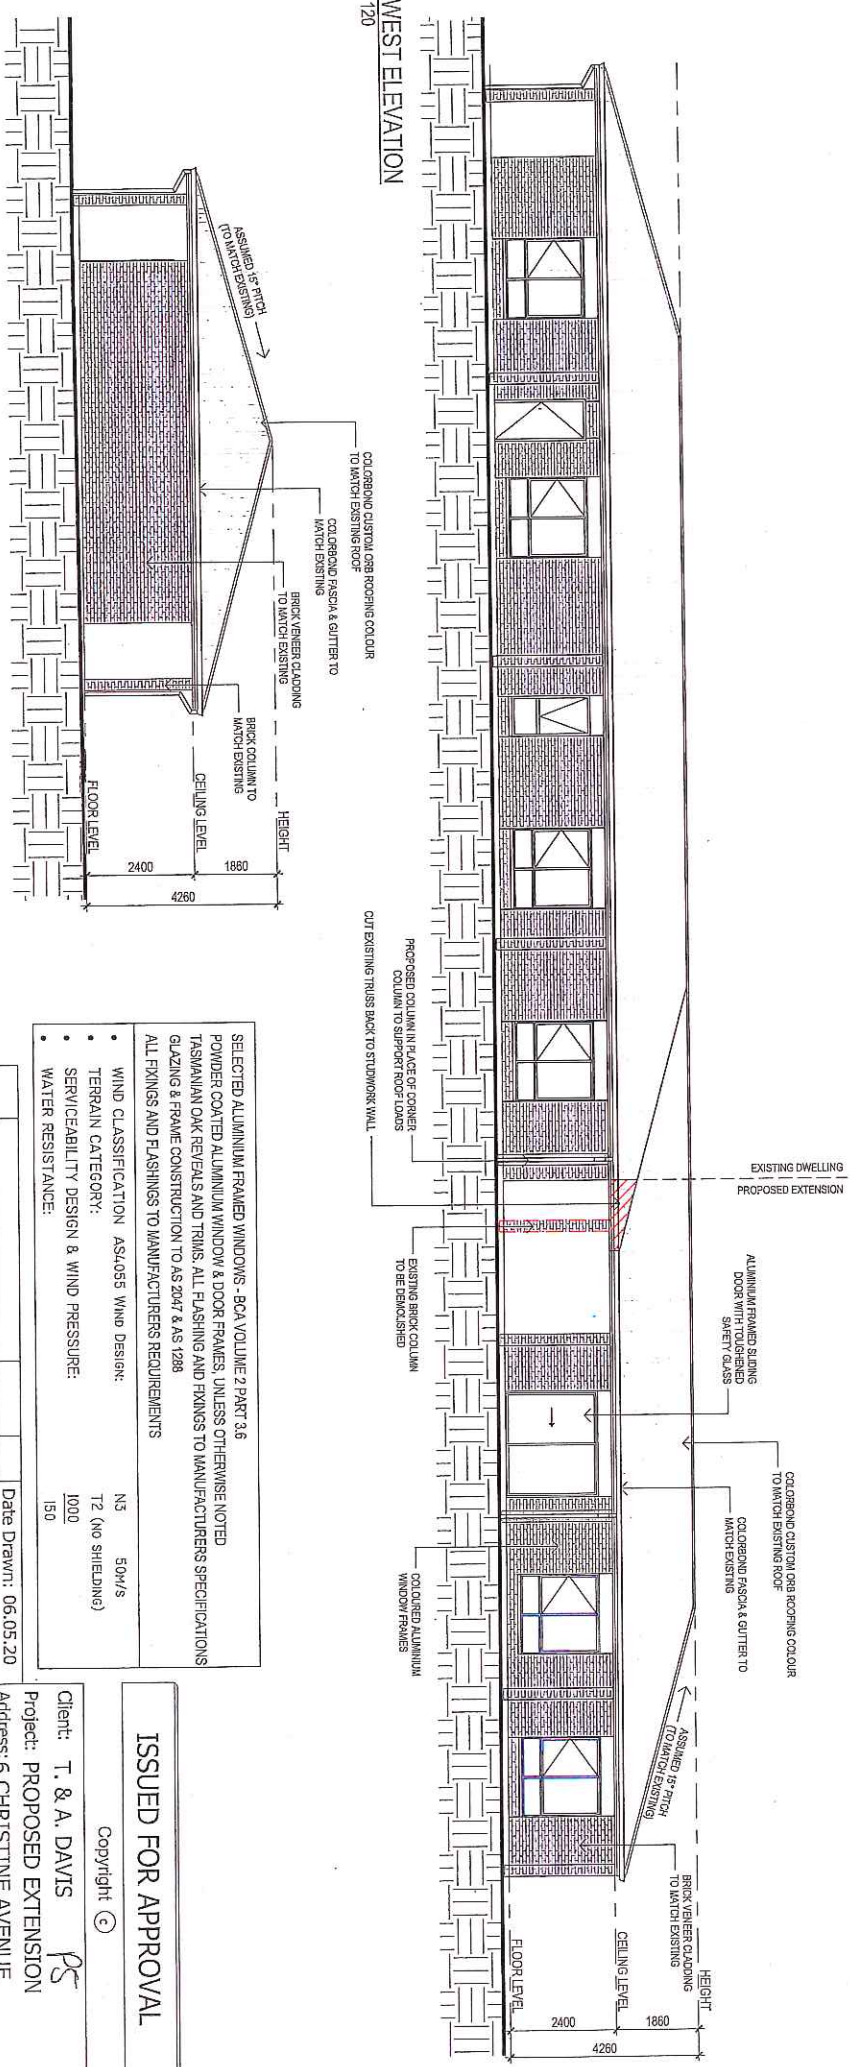 WEST ELEVATION
120
EXISTING DWELLING
PROPOSED EXTENSION
ALUMINIUM FRAMED SLIDING
DOOR WITH TOUGHENED
SAFETY GLASS
COLORBOND CUSTOM ORB ROOFING COLOUR
TO MATCH EXISTING ROOF
COLORBOND FASCIA & GUTTER TO
MATCH EXISTING
ASSUMED 15° PITCH
(TO MATCH EXISTING)
BRICK VENEER CLADDING
TO MATCH EXISTING
HEIGHT
CEILING LEVEL
FLOOR LEVEL
1860
2400
4260
PROPOSED COLUMN IN PLACE OF CORNER
COLUMN TO SUPPORT ROOF LOADS
CUT EXISTING TRUSS BACK TO STUDWORK WALL
EXISTING BRICK COLUMN
TO BE DEMOLISHED
COLOURED ALUMINIUM
WINDOW FRAMES
ASSUMED 15° PITCH
(TO MATCH EXISTING)
COLORBOND CUSTOM ORB ROOFING COLOUR
TO MATCH EXISTING ROOF
COLORBOND FASCIA & GUTTER TO
MATCH EXISTING
BRICK VENEER CLADDING
TO MATCH EXISTING
BRICK COLUMN TO
MATCH EXISTING
HEIGHT
CEILING LEVEL
FLOOR LEVEL
1860
2400
4260
SELECTED ALUMINIUM FRAMED WINDOWS - BCA VOLUME 2 PART 3.6
POWDER COATED ALUMINIUM WINDOW & DOOR FRAMES, UNLESS OTHERWISE NOTED
TASMANIAN OAK REVEALS AND TRIMS. ALL FLASHING AND FIXINGS TO MANUFACTURERS SPECIFICATIONS
GLAZING & FRAME CONSTRUCTION TO AS 2047 & AS 1288
ALL FIXINGS AND FLASHINGS TO MANUFACTURERS REQUIREMENTS
• WIND CLASSIFICATION AS4055 WIND DESIGN: N3 50M/S
• TERRAIN CATEGORY: T2 (NO SHIELDING)
• SERVICEABILITY DESIGN & WIND PRESSURE: 1000
• WATER RESISTANCE: 150
ISSUED FOR APPROVAL
Copyright ©
Date Drawn: 06.05.20
Client: T. & A. DAVIS PS
Project: PROPOSED EXTENSION
Address: 6 CHRISTINE AVENUE